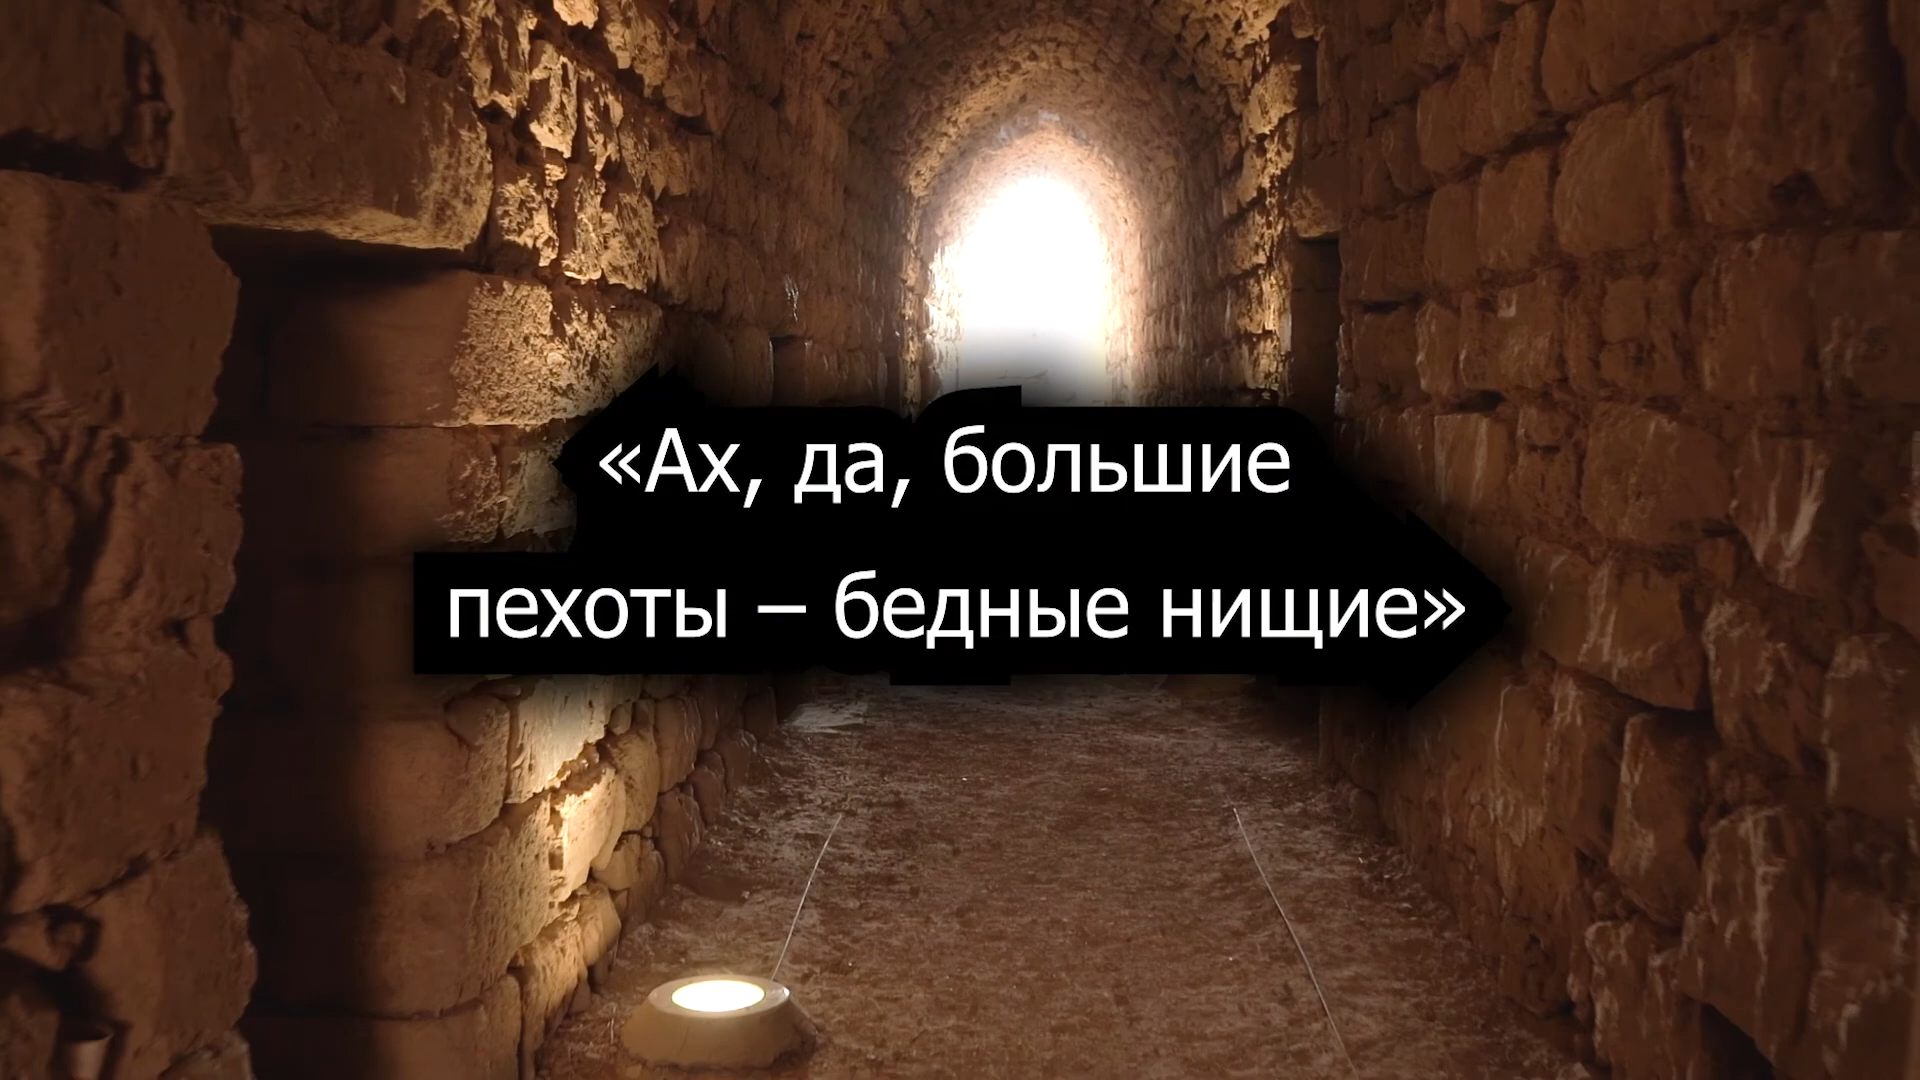 «Ах, да, большие
пехоты – бедные нищие»